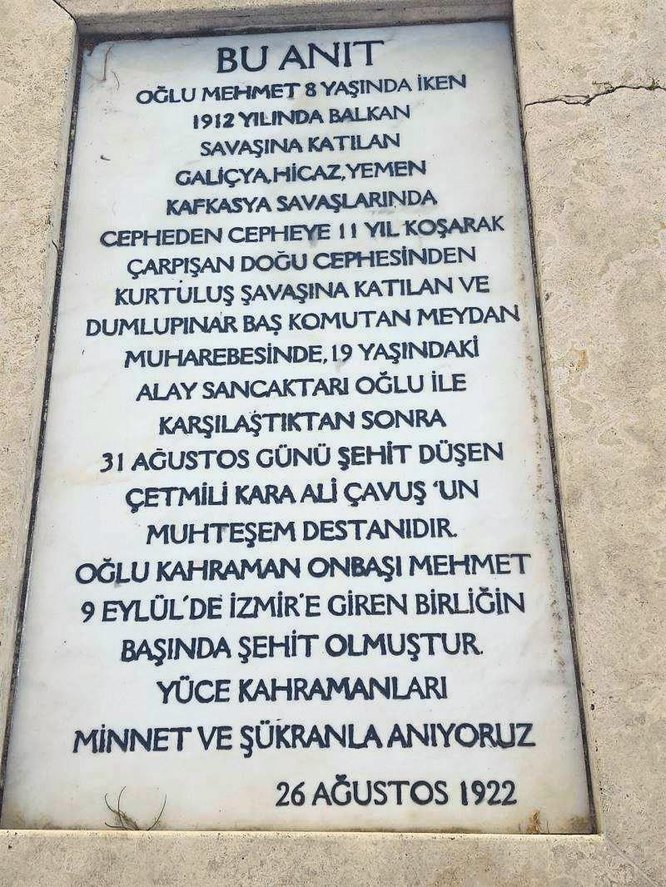 BU ANIT
OĞLU MEHMET 8 YAŞINDA İKEN
1912 YILINDA BALKAN
SAVAŞINA KATILAN
GALİÇYA,HİCAZ,YEMEN
KAFKASYA SAVAŞLARINDA
CEPHEDEN CEPHEYE 11 YIL KOŞARAK
ÇARPIŞAN DOĞU CEPHESİNDEN
KURTULUŞ SAVAŞINA KATILAN VE
DUMLUPINAR BAŞ KOMUTAN MEYDAN
MUHAREBESİNDE,19 YAŞINDAKİ
ALAY SANCAKTARI OĞLU İLE
KARŞILAŞTIKTAN SONRA
31 AĞUSTOS GÜNÜ ŞEHİT DÜŞEN
ÇETMİLİ KARA ALİ ÇAVUŞ 'UN
MUHTEŞEM DESTANIDIR.
OĞLU KAHRAMAN ONBAŞI MEHMET
9 EYLÜL'DE İZMİR'E GİREN BİRLİĞİN
BAŞINDA ŞEHİT OLMUŞTUR.
YÜCE KAHRAMANLARI
MİNNET VE ŞÜKRANLA ANIYORUZ
26 AĞUSTOS 1922